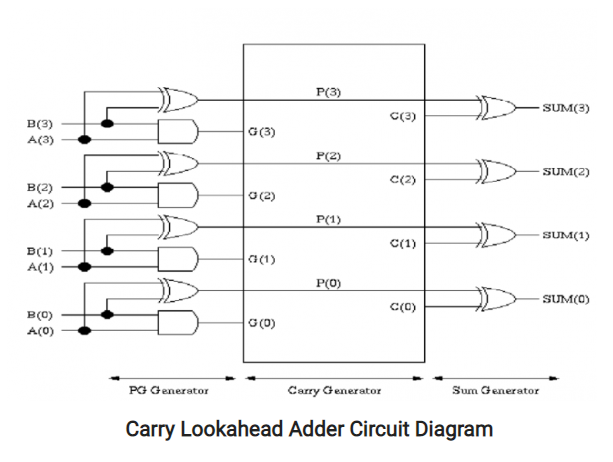 P(3)
C(3)
SUM(3)
B(3)
A(3)
G(3)
P(2)
C(2)
SUM(2)
B(2)
A(2)
G(2)
P(1)
C(1)
SUM(1)
B(1)
A(1)
G(1)
P(0)
C(0)
SUM(0)
B(0)
A(0)
G(0)
PG Generator
Carry Generator
Sum Generator
Carry Lookahead Adder Circuit Diagram